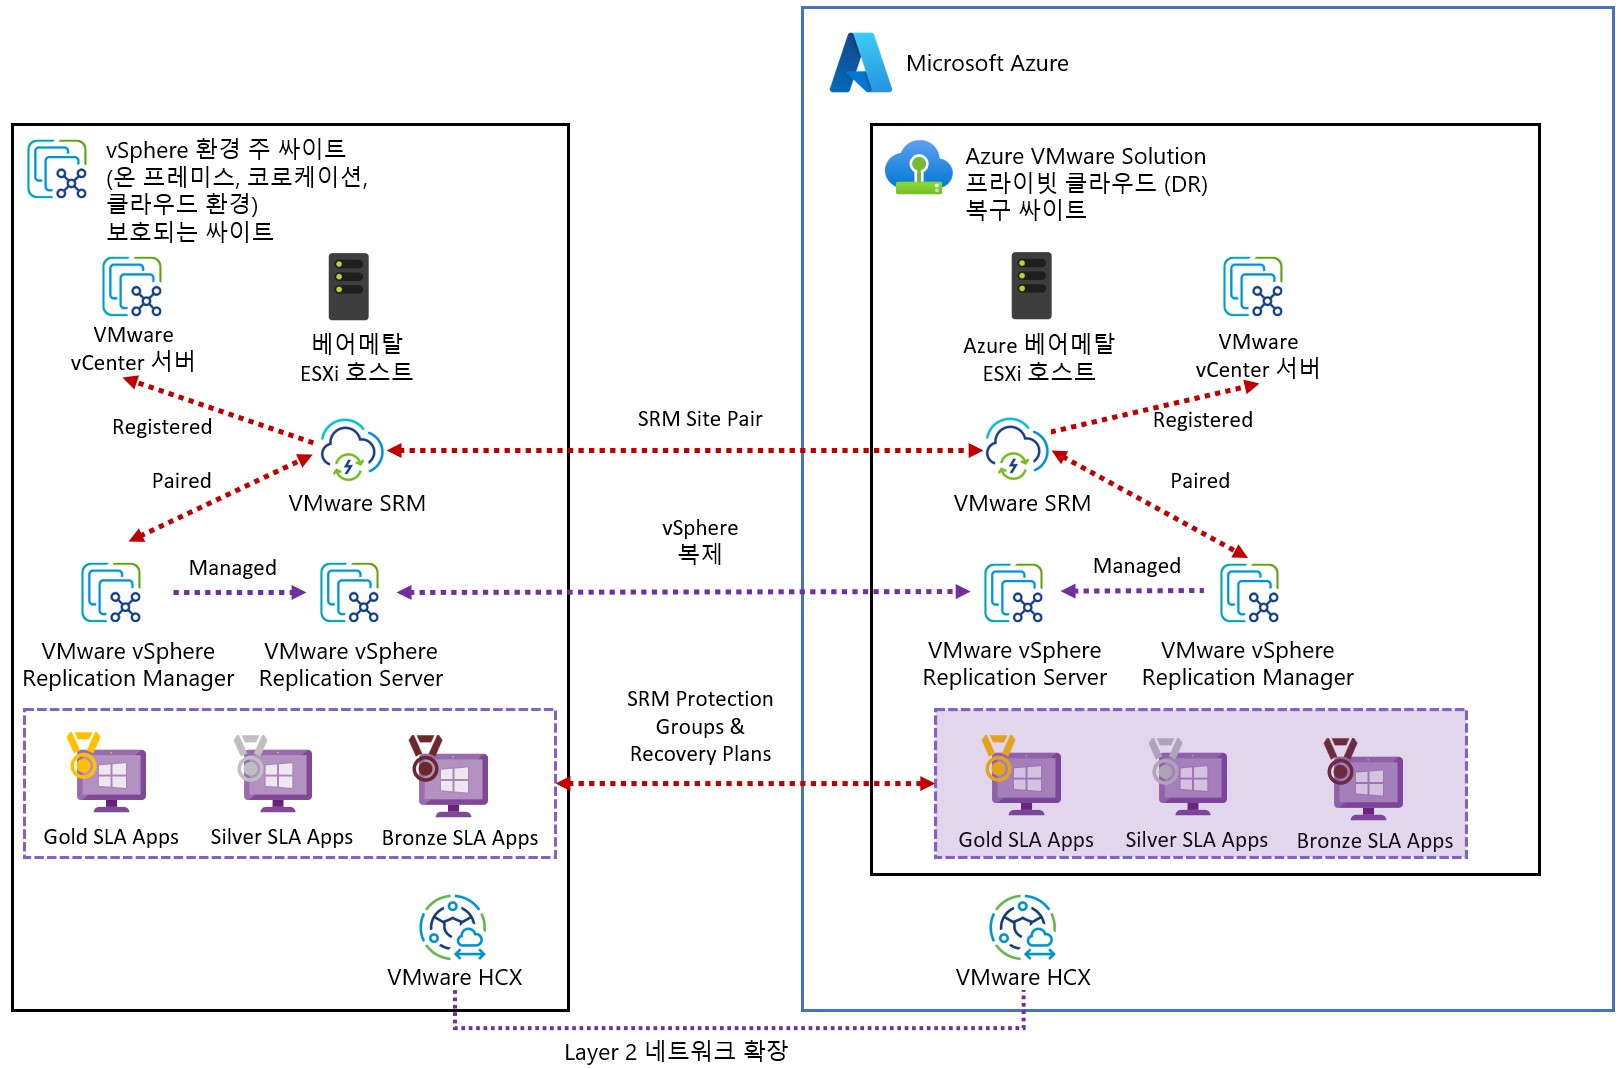 Microsoft Azure
vSphere 환경 주 싸이트
(온 프레미스, 코로케이션,
클라우드 환경)
보호되는 싸이트
Azure VMware Solution
프라이빗 클라우드 (DR)
복구 싸이트
VMware
vCenter 서버
베어메탈
ESXi 호스트
Azure 베어메탈
ESXi 호스트
VMware
vCenter 서버
Registered
SRM Site Pair
Registered
Paired
VMware SRM
VMware SRM
Paired
vSphere
복제
Managed
Managed
VMware vSphere
Replication Manager
VMware vSphere
Replication Server
VMware vSphere
Replication Server
VMware vSphere
Replication Manager
SRM Protection
Groups &
Recovery Plans
Gold SLA Apps
Silver SLA Apps
Bronze SLA Apps
Gold SLA Apps
Silver SLA Apps
Bronze SLA Apps
VMware HCX
VMware HCX
Layer 2 네트워크 확장